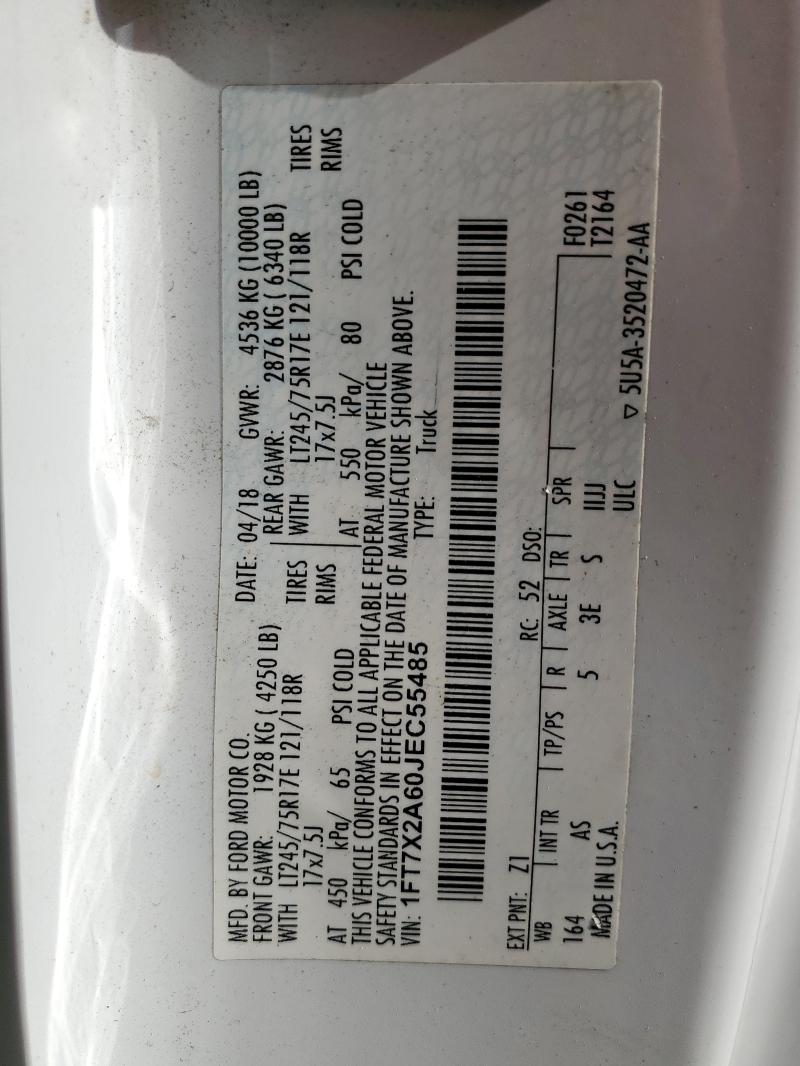 MFD. BY FORD MOTOR CO.
DATE: 04/18 GVWR: 4536 KG (10000 LB)
FRONT GAWR: 1928 KG ( 4250 LB) REAR GAWR: 2876 KG ( 6340 LB)
WITH LT245/75R17E 121/118R TIRES WITH LT245/75R17E 121/118R TIRES
17x7.5J RIMS 17x7.5J RIMS
AT 450 kPa/ 65 PSI COLD AT 550 kPa/ 80 PSI COLD
THIS VEHICLE CONFORMS TO ALL APPLICABLE FEDERAL MOTOR VEHICLE
SAFETY STANDARDS IN EFFECT ON THE DATE OF MANUFACTURE SHOWN ABOVE.
VIN: 1FT7X2A60JEC55485 TYPE: Truck
EXT PNT: Z1 RC: 52 DSO:
WB INT TR TP/PS R AXLE TR SPR F0261
164 AS 5 3E S IIJJ T2164
MADE IN U.S.A. ULC ▽ 5U5A-3520472-AA